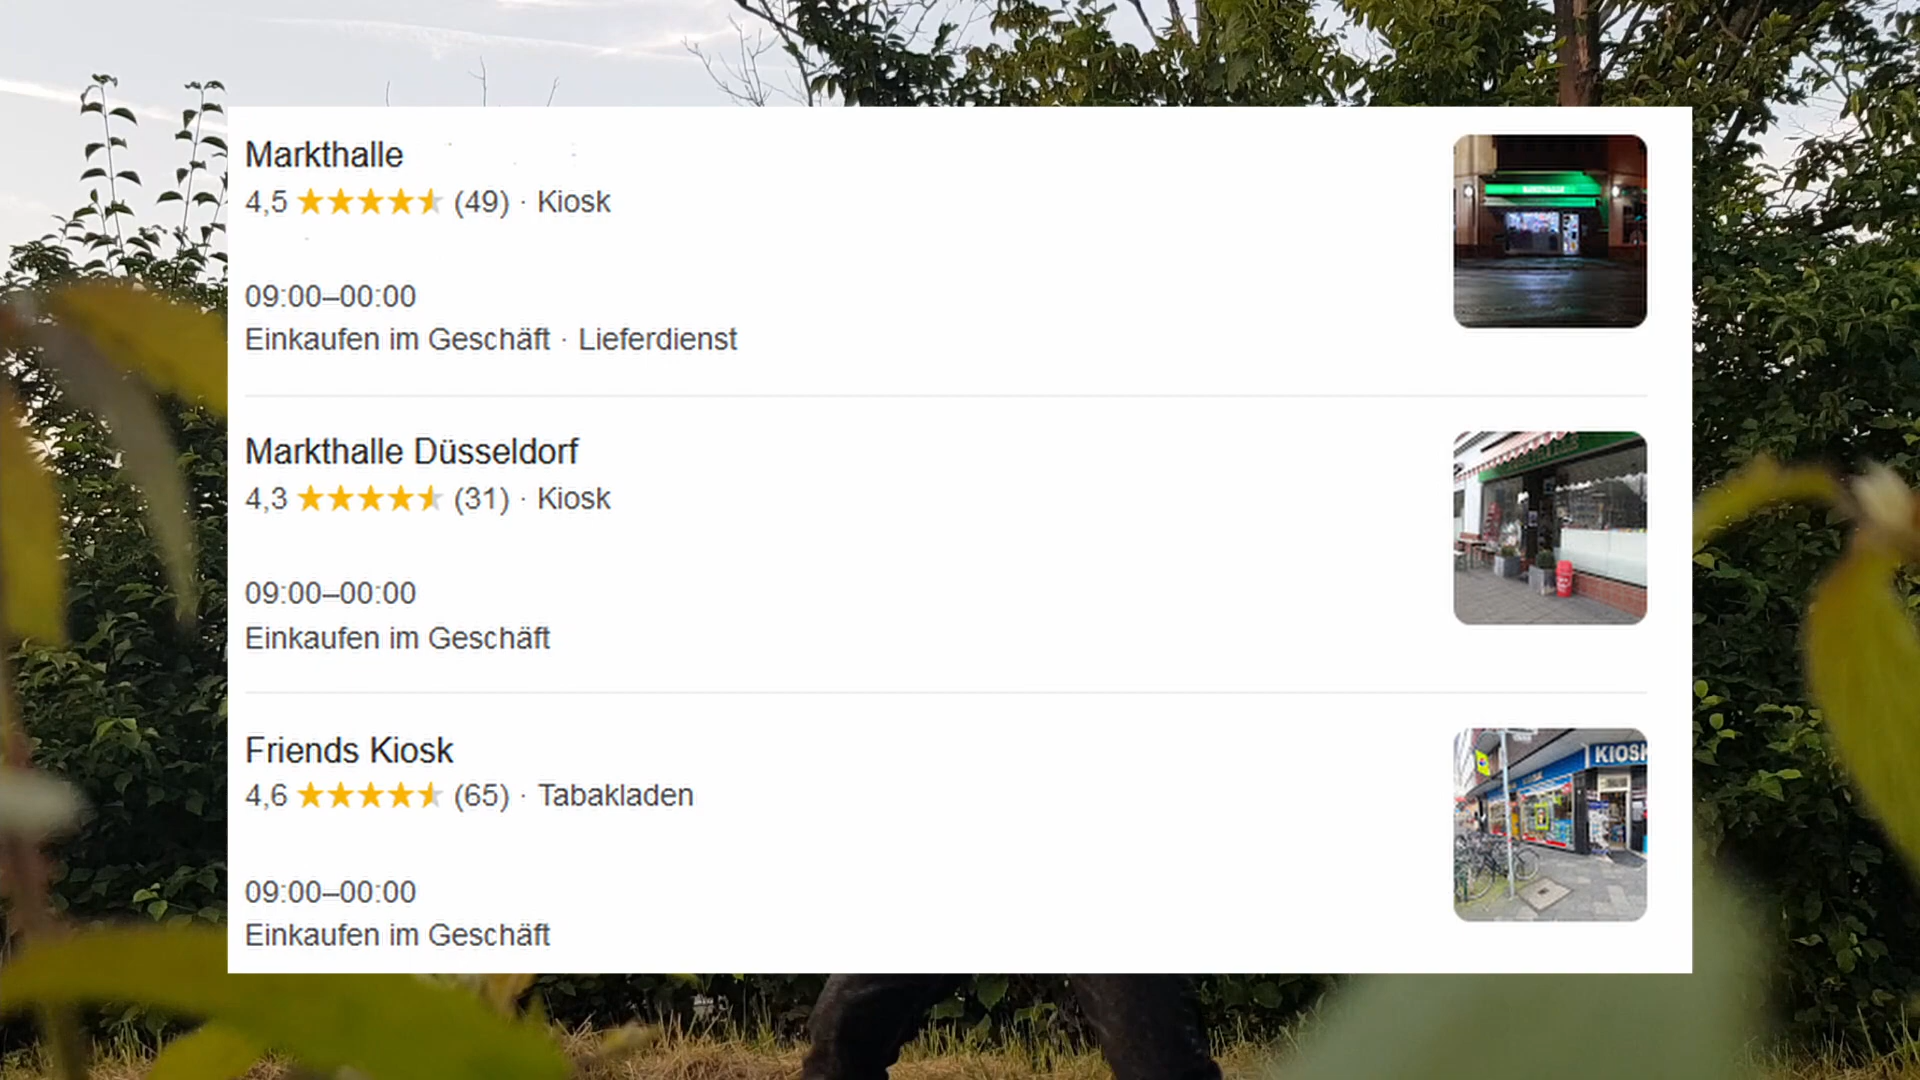 Markthalle
4,5 (49) · Kiosk
09:00–00:00
Einkaufen im Geschäft · Lieferdienst
Markthalle Düsseldorf
4,3 (31) · Kiosk
09:00–00:00
Einkaufen im Geschäft
Friends Kiosk
4,6 (65) · Tabakladen
09:00–00:00
Einkaufen im Geschäft
KIOSK